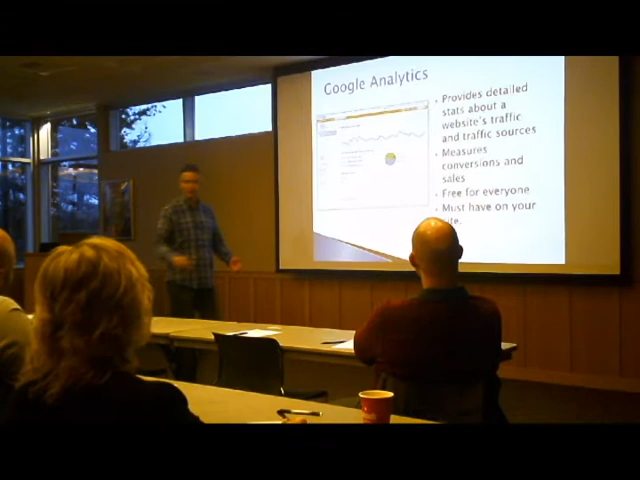 Google Analytics
• Provides detailed
stats about a
website's traffic
and traffic sources
• Measures
conversions and
sales
• Free for everyone
• Must have on your
site.